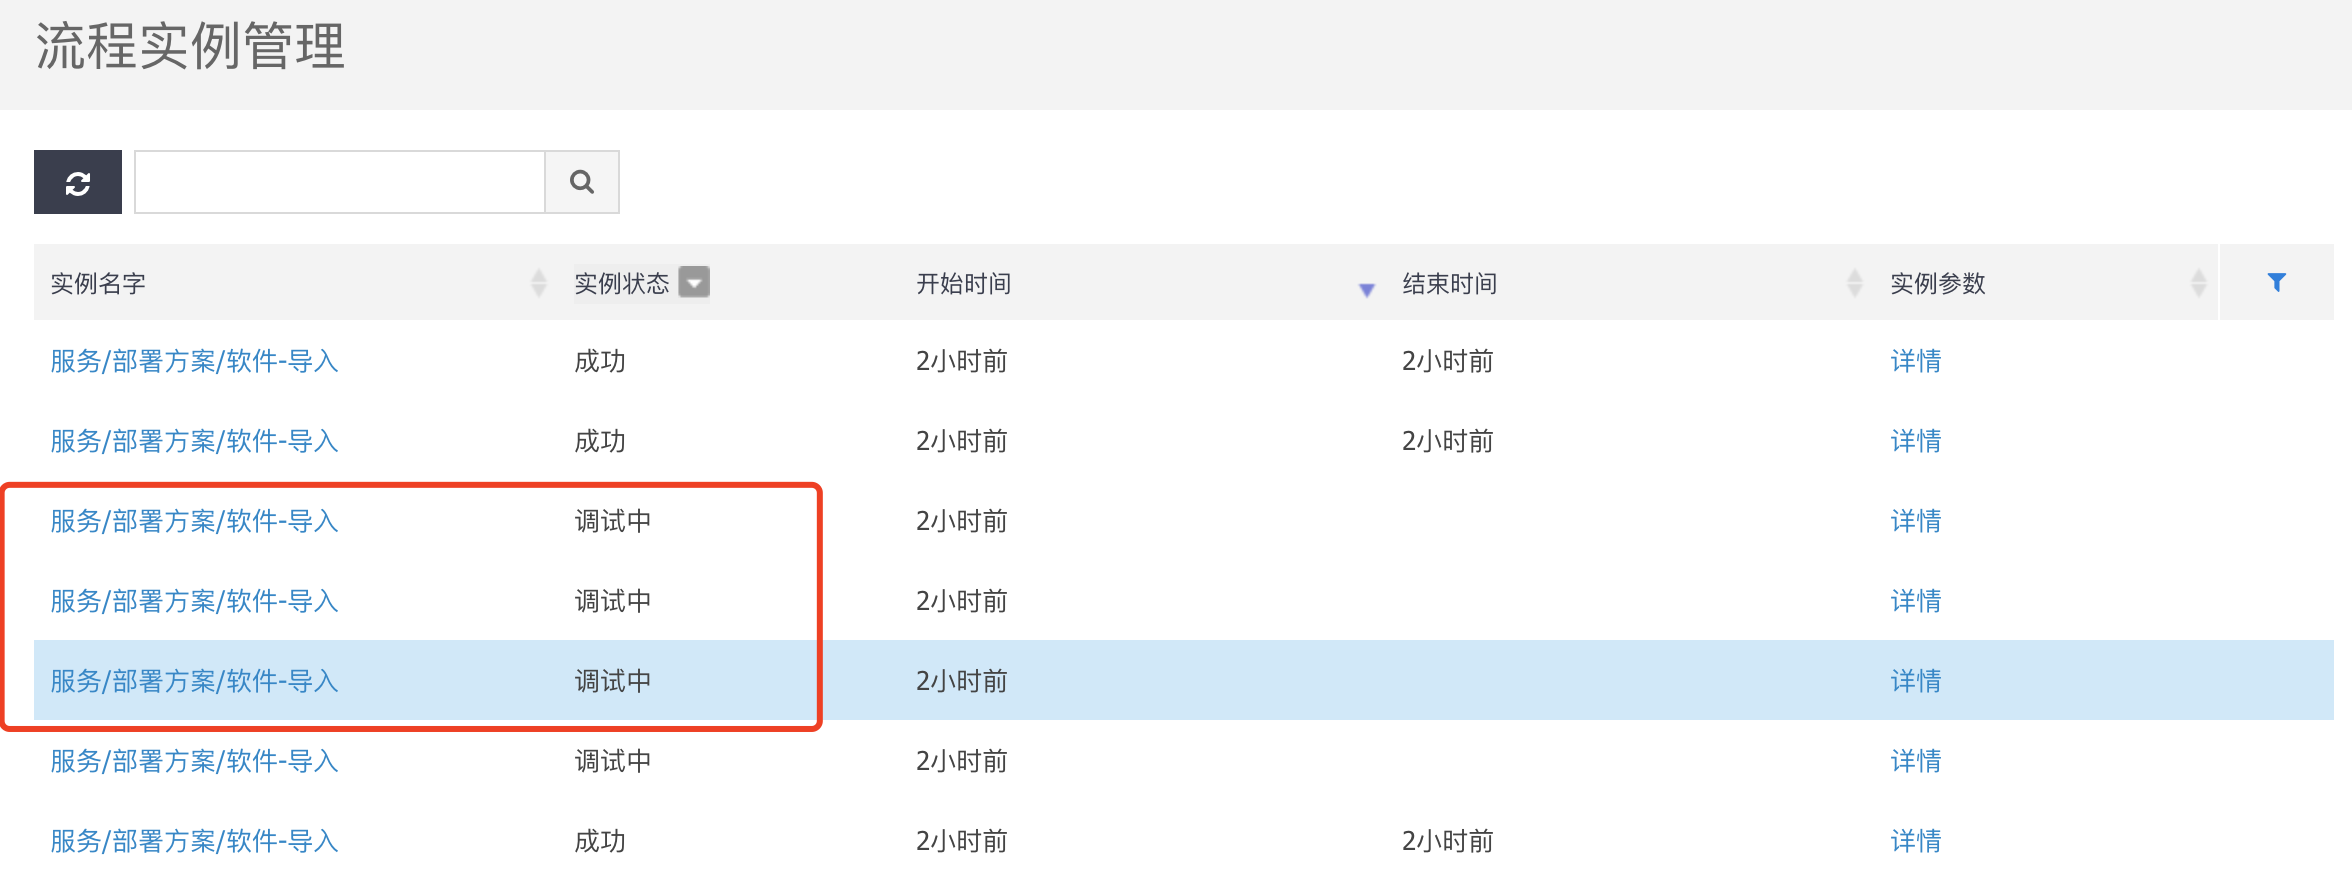 流程实例管理
实例名字 实例状态 开始时间 结束时间 实例参数
服务/部署方案/软件-导入 成功 2小时前 2小时前 详情
服务/部署方案/软件-导入 成功 2小时前 2小时前 详情
服务/部署方案/软件-导入 调试中 2小时前 详情
服务/部署方案/软件-导入 调试中 2小时前 详情
服务/部署方案/软件-导入 调试中 2小时前 详情
服务/部署方案/软件-导入 调试中 2小时前 详情
服务/部署方案/软件-导入 成功 2小时前 2小时前 详情